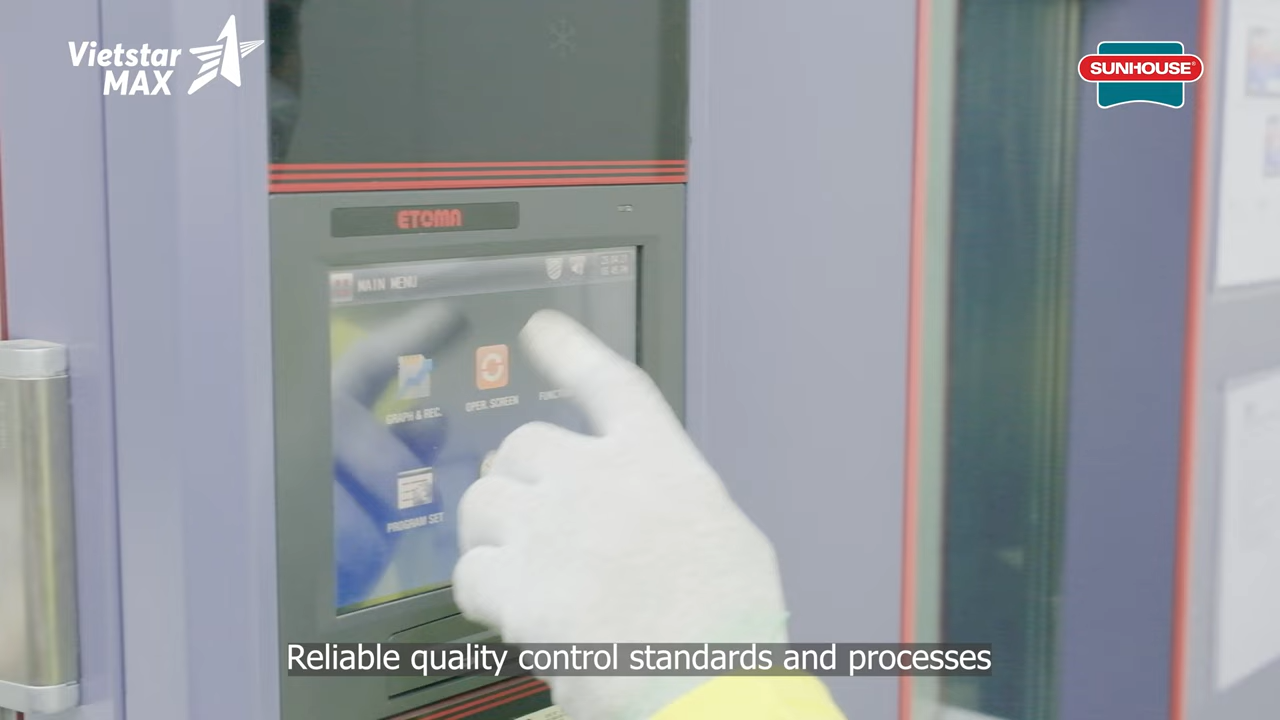 Vietstar
MAX
SUNHOUSE
ETOMA
MAIN MENU
GRAPH & REC.
OPER. SCREEN
PROGRAM SET
Reliable quality control standards and processes